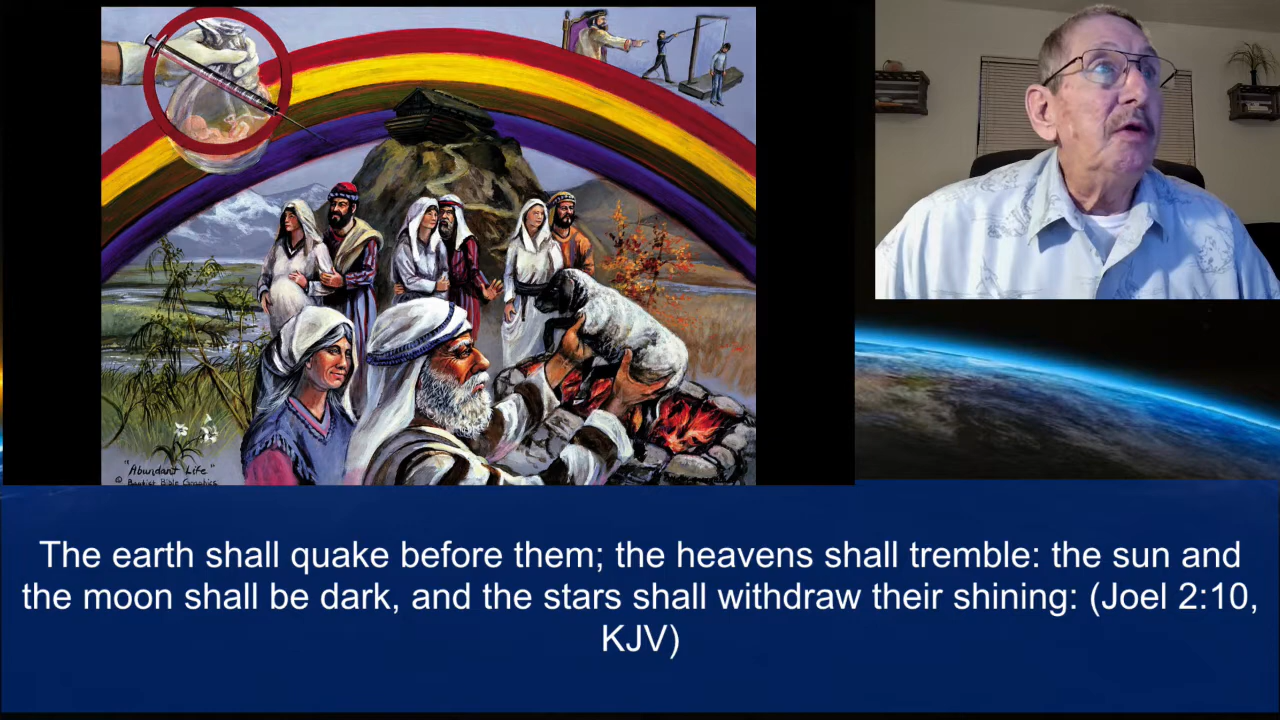 "Abundant Life"
© Baptist Bible Graphics
The earth shall quake before them; the heavens shall tremble: the sun and
the moon shall be dark, and the stars shall withdraw their shining: (Joel 2:10,
KJV)